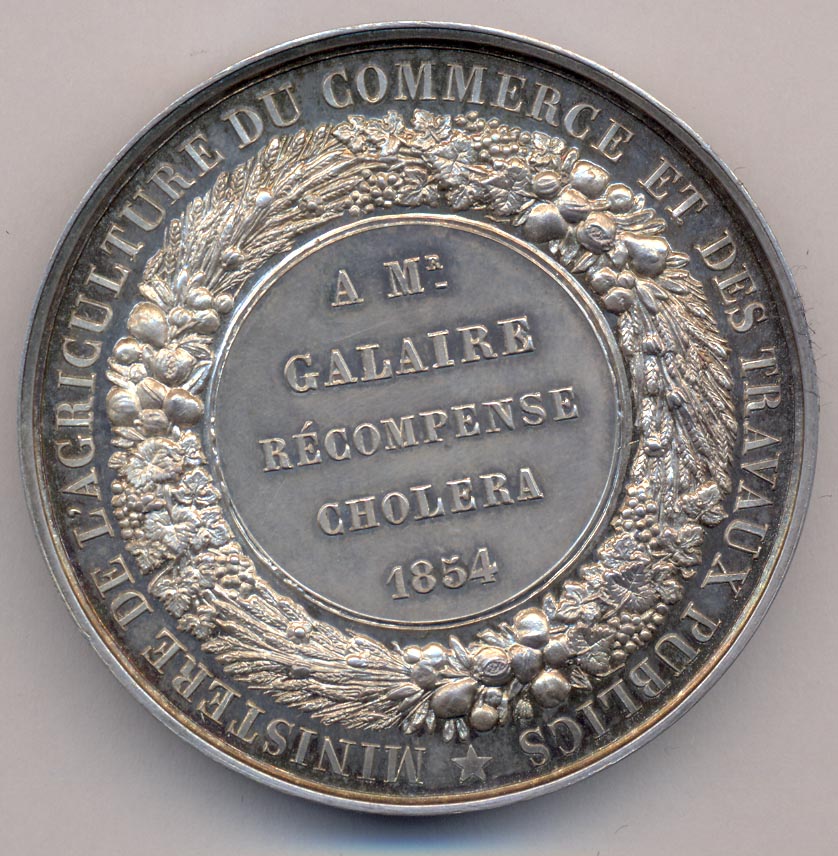 MINISTERE DE L'AGRICULTURE DU COMMERCE ET DES TRAVAUX PUBLICS
A MR.
GALAIRE
RÉCOMPENSE
CHOLERA
1854